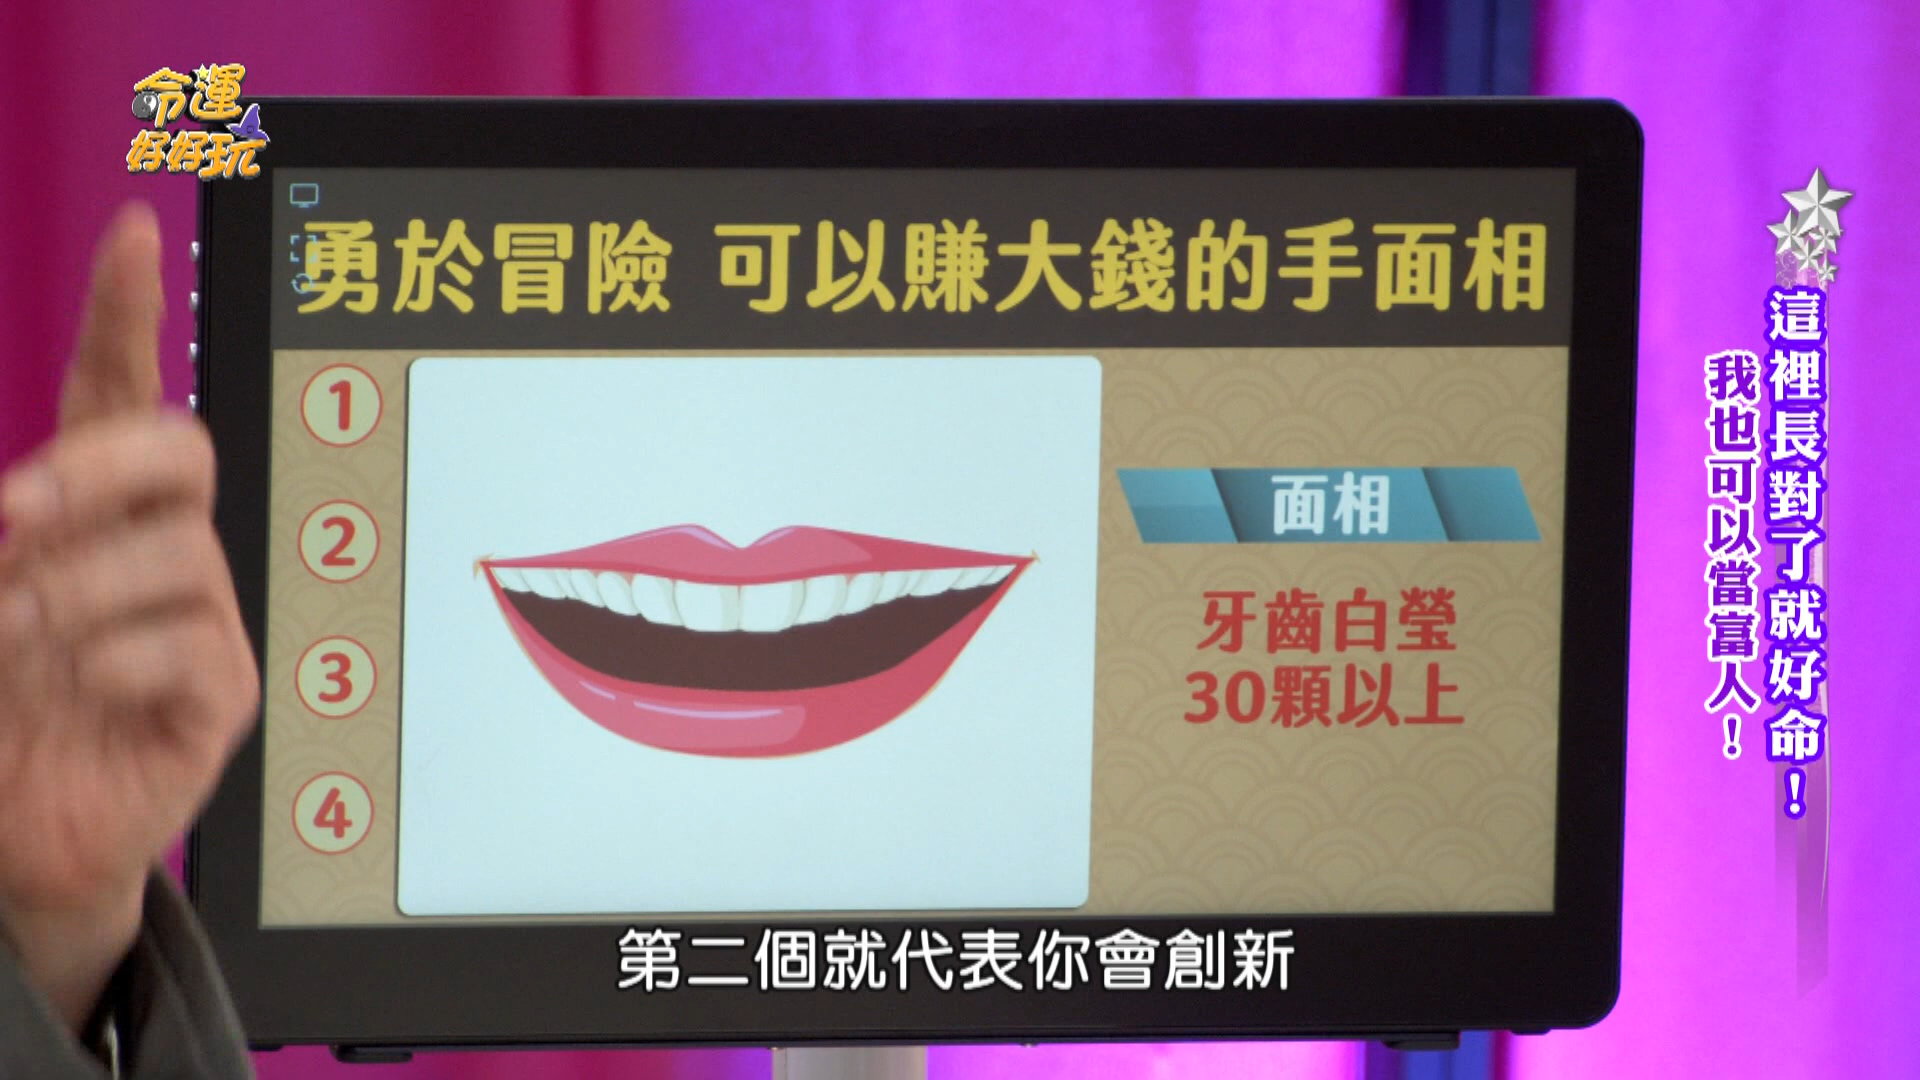 命運
好好玩
勇於冒險 可以賺大錢的手面相
1
2
3
4
面相
牙齒白瑩
30顆以上
第二個就代表你會創新
這裡長對了就好命！
我也可以當富人！